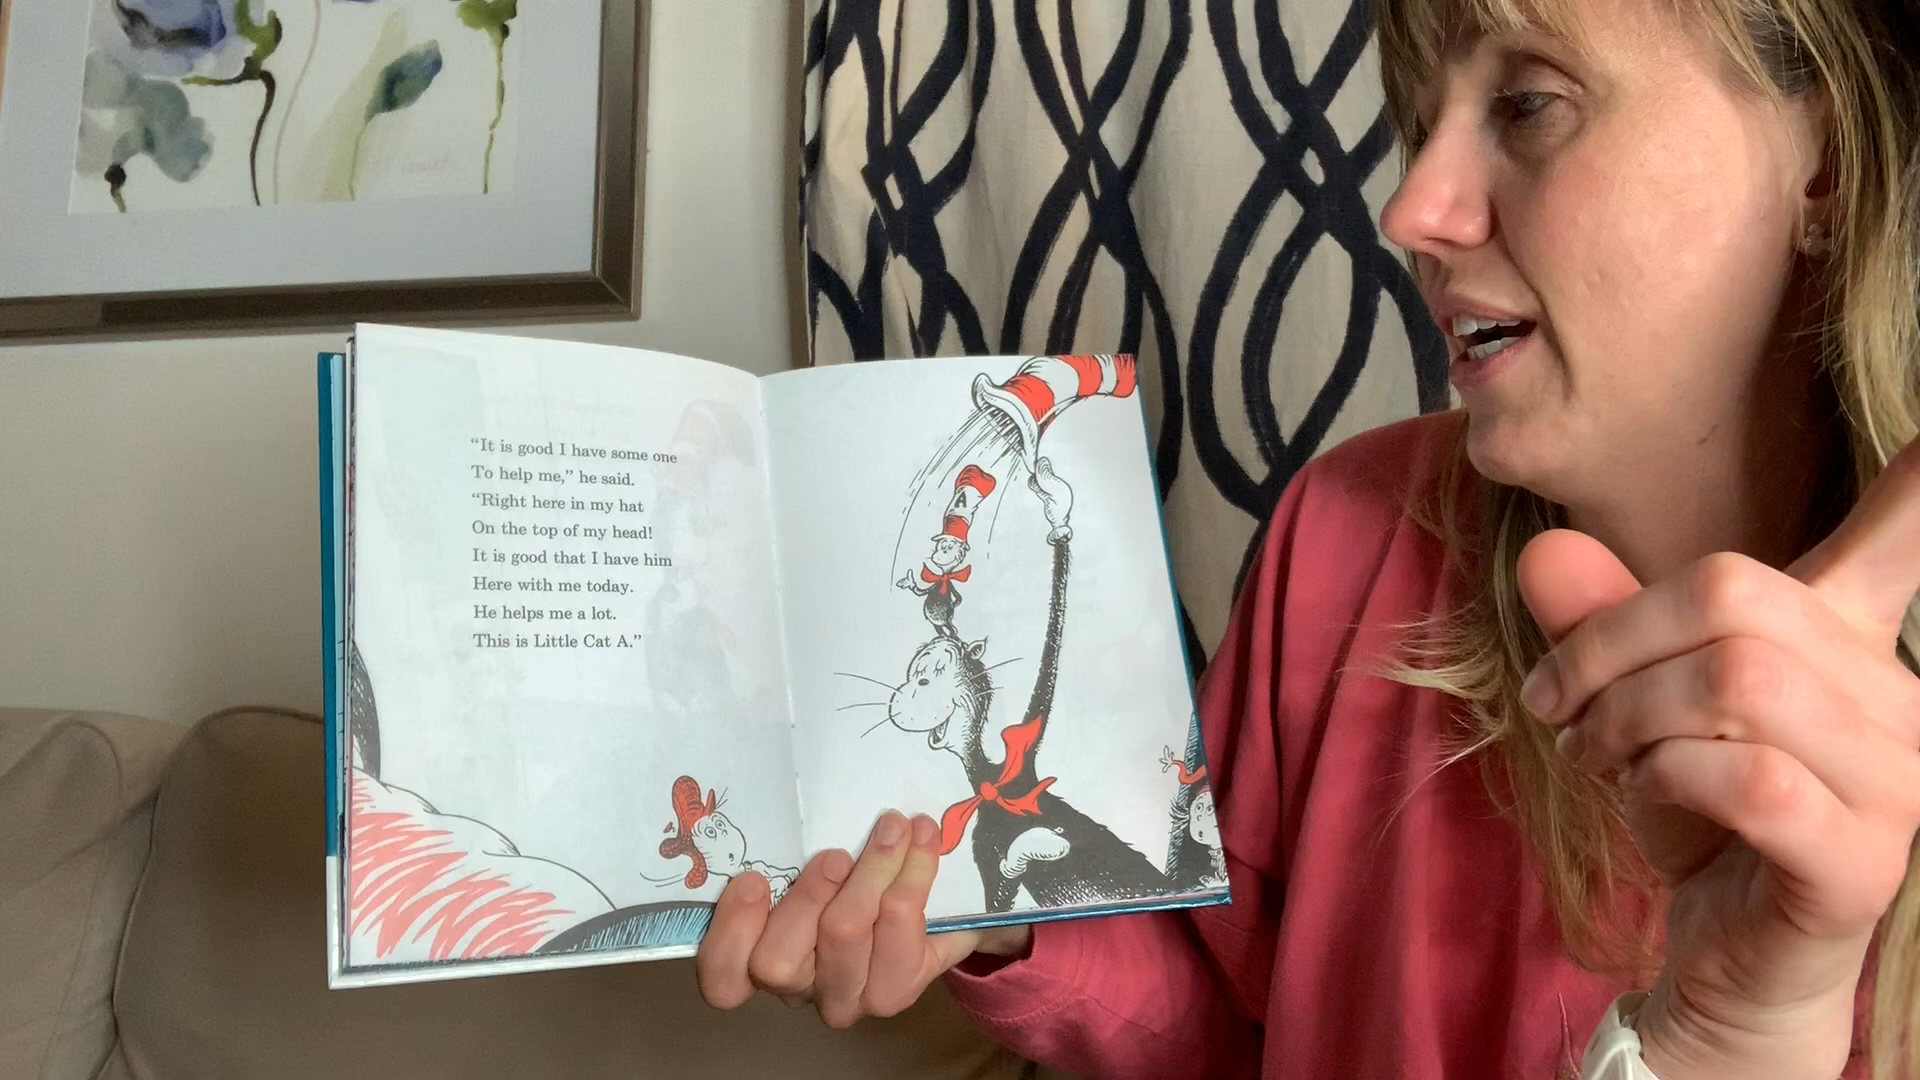 “It is good I have some one
To help me,” he said.
“Right here in my hat
On the top of my head!
It is good that I have him
Here with me today.
He helps me a lot.
This is Little Cat A.”
A